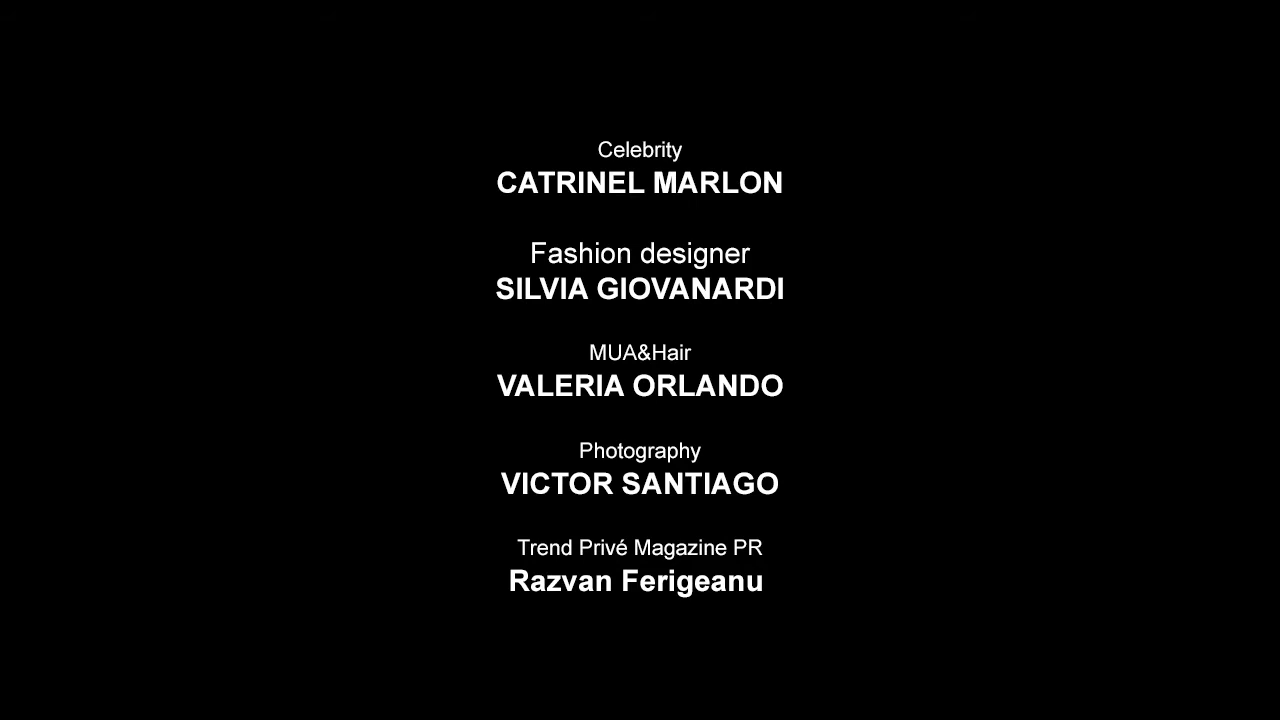 Celebrity
CATRINEL MARLON
Fashion designer
SILVIA GIOVANARDI
MUA&Hair
VALERIA ORLANDO
Photography
VICTOR SANTIAGO
Trend Privé Magazine PR
Razvan Ferigeanu